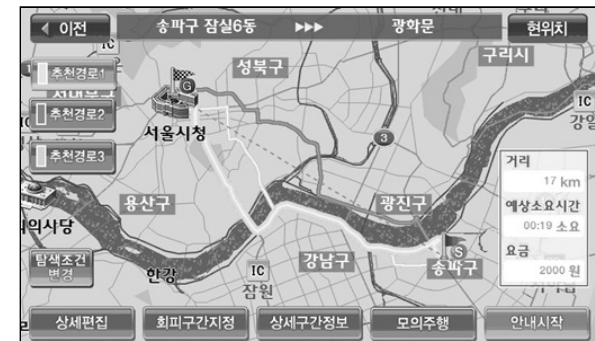 이전
송파구 잠실6동
▶▶▶
광화문
현위치
IC
구리시
추천경로1
성북구
G
IC
추천경로2
서울시청
3
강일
추천경로3
거리
17 km
용산구
광진구
예상소요시간
00:19 소요
의사당
S
요금
탐색조건
변경
한강
IC
강남구
송파구
2000 원
잠원
상세편집
회피구간지정
상세구간정보
모의주행
안내시작